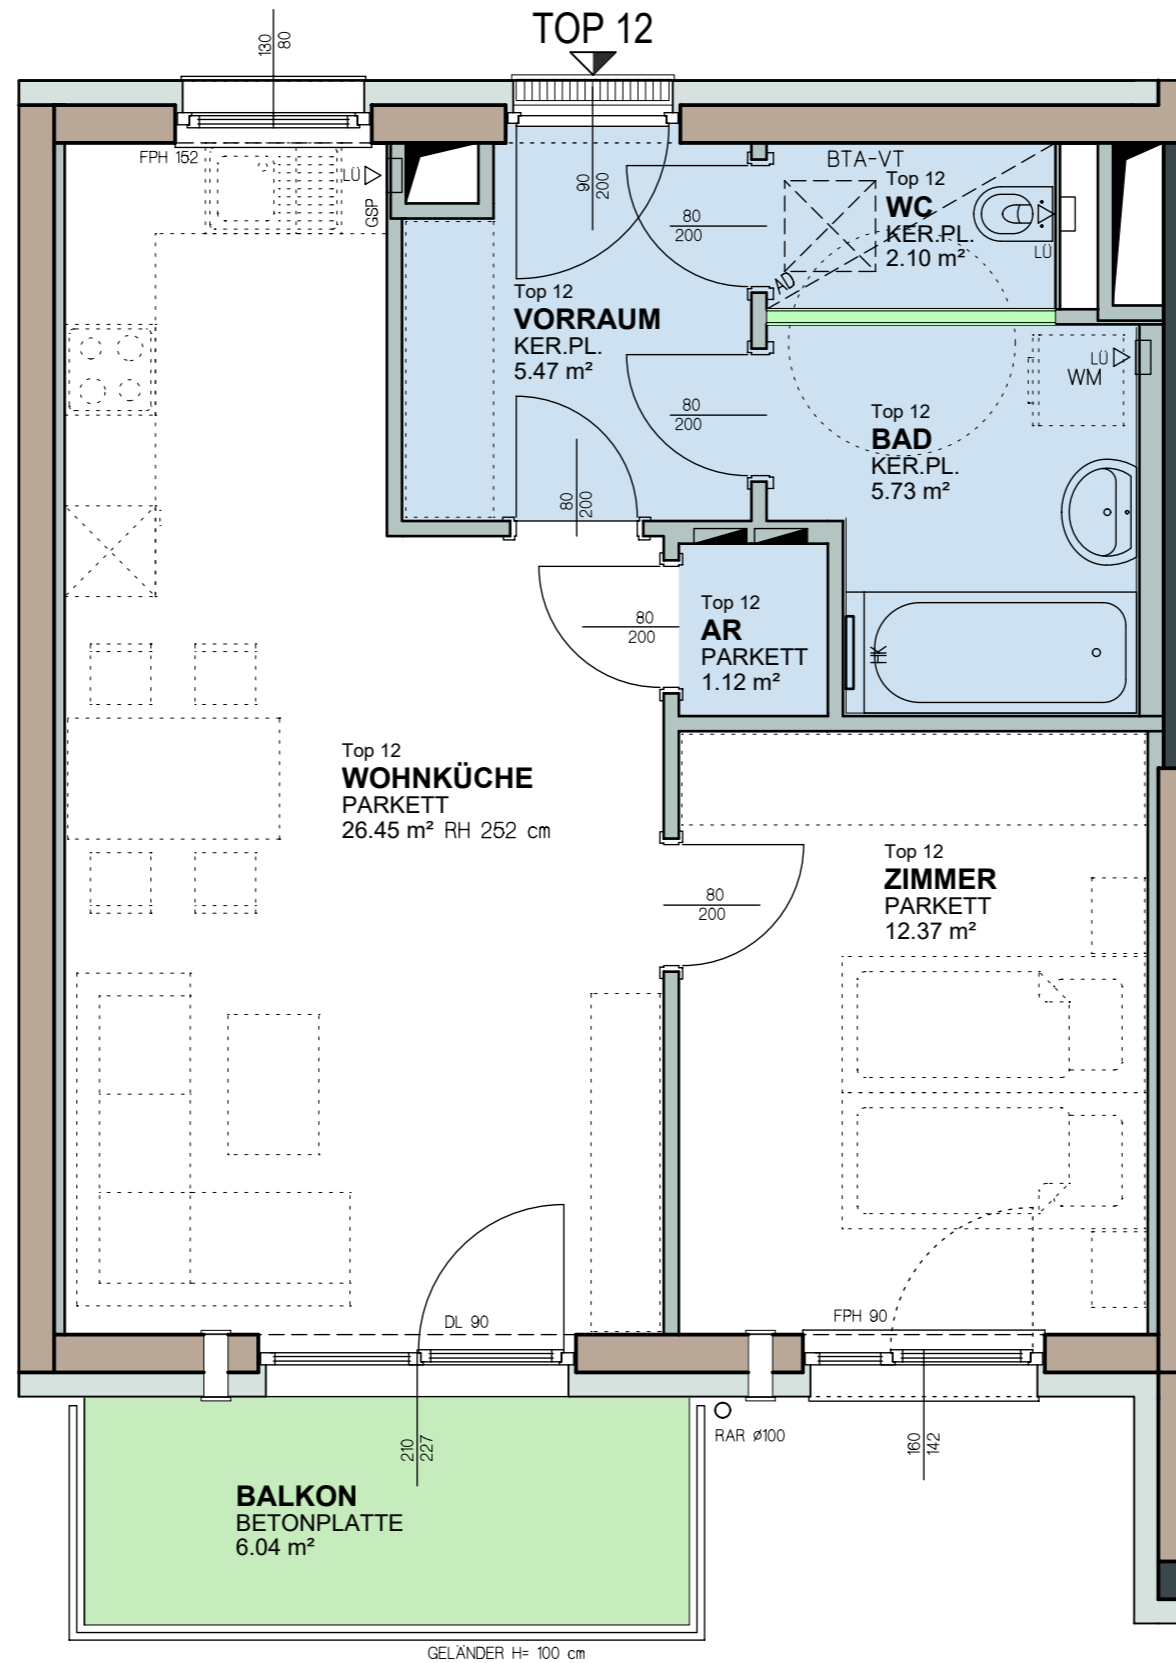 TOP 12
130
80
FPH 152
LÜ
GSP
90
200
80
200
BTA-VT
Top 12
WC
KER.PL.
2.10 m²
LÜ
AD
Top 12
VORRAUM
KER.PL.
5.47 m²
80
200
LÜ
WM
Top 12
BAD
KER.PL.
5.73 m²
80
200
80
200
Top 12
AR
PARKETT
1.12 m²
HK
Top 12
WOHNKÜCHE
PARKETT
26.45 m² RH 252 cm
80
200
Top 12
ZIMMER
PARKETT
12.37 m²
DL 90
FPH 90
210
227
RAR ø100
160
142
BALKON
BETONPLATTE
6.04 m²
GELÄNDER H= 100 cm